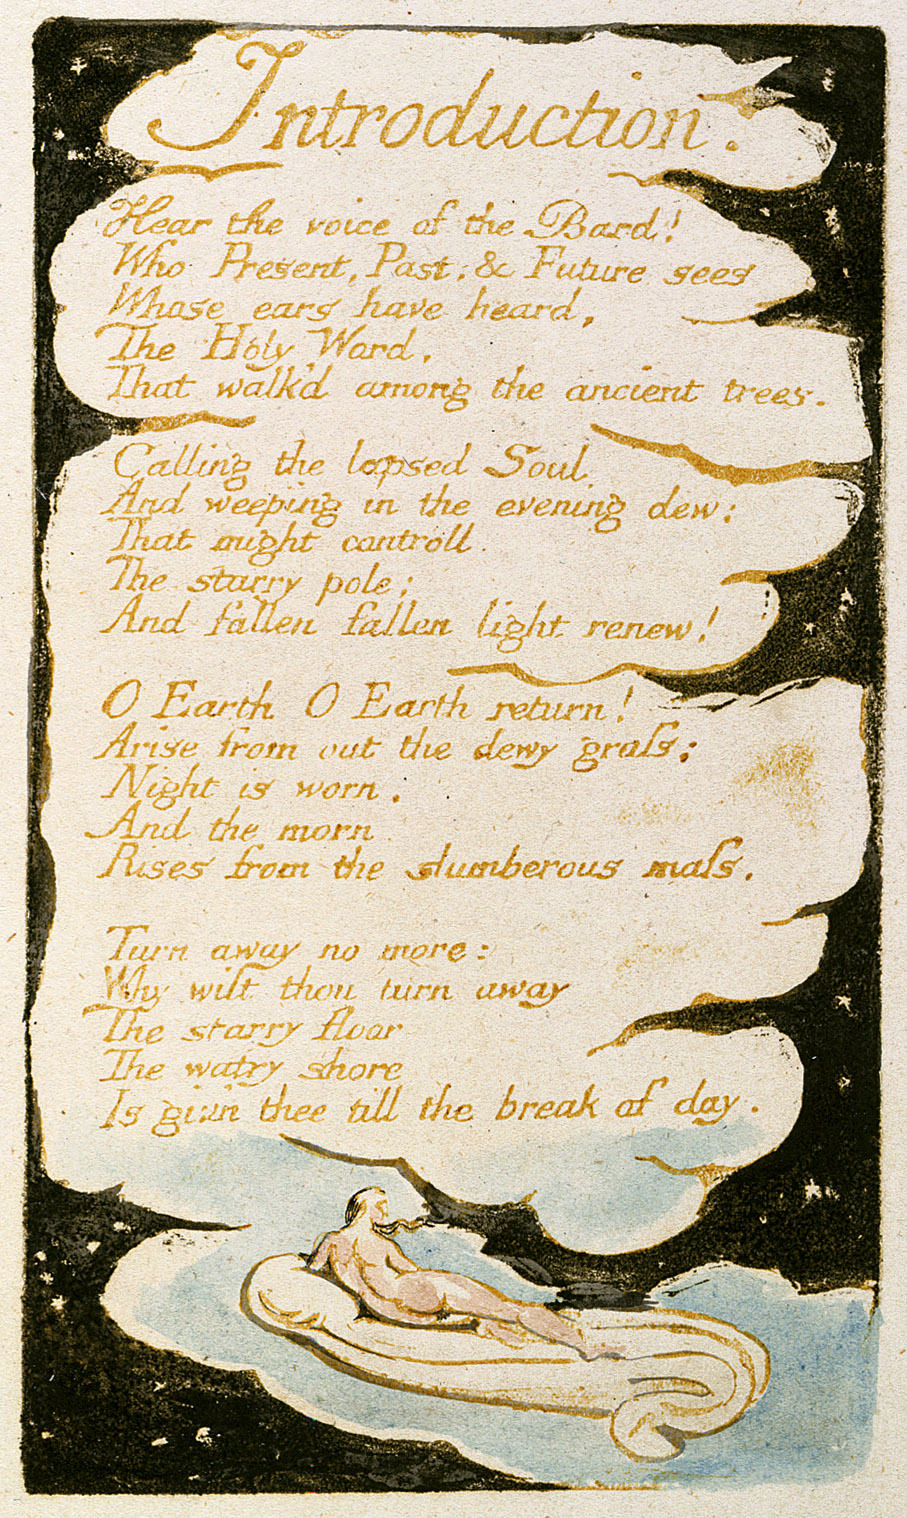 Introduction.
Hear the voice of the Bard!
Who Present, Past, & Future sees
Whose ears have heard,
The Holy Word,
That walk'd among the ancient trees.
Calling the lapsed Soul
And weeping in the evening dew:
That might controll
The starry pole;
And fallen fallen light renew!
O Earth O Earth return!
Arise from out the dewy graſs;
Night is worn,
And the morn
Rises from the slumberous maſs.
Turn away no more:
Why wilt thou turn away
The starry floor
The watry shore
Is giv'n thee till the break of day.